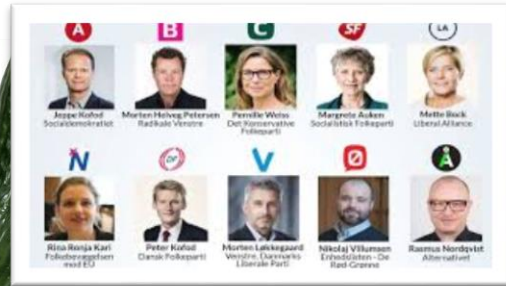 A B C SF LA
Jeppe Kofod Morten Helveg Petersen Pernille Weiss Margrete Auken Mette Bock
Socialdemokratiet Radikale Venstre Det Konservative Socialistisk Folkeparti Liberal Alliance
Folkeparti
N DF V Ø Å
Rina Ronja Kari Peter Kofod Morten Løkkegaard Nikolaj Villumsen Rasmus Nordqvist
Folkebevægelsen Dansk Folkeparti Venstre, Danmarks Enhedslisten - De Alternativet
mod EU Liberale Parti Rød-Grønne